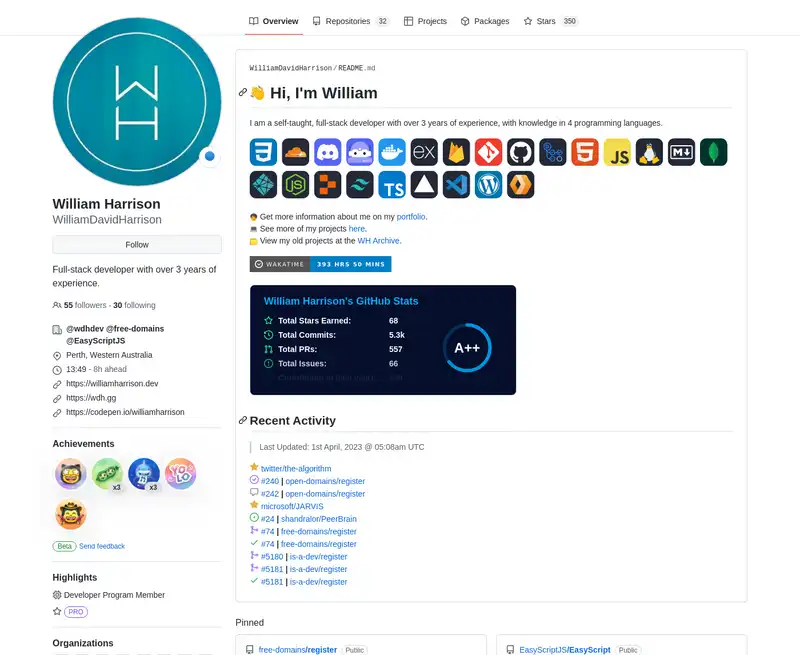 Overview
Repositories 32
Projects
Packages
Stars 350
WilliamDavidHarrison/README.md
👋 Hi, I'm William
I am a self-taught, full-stack developer with over 3 years of experience, with knowledge in 4 programming languages.
ex
JS
M
JS
TS
Get more information about me on my portfolio.
See more of my projects here.
View my old projects at the WH Archive.
WAKATIME 393 HRS 50 MINS
William Harrison's GitHub Stats
Total Stars Earned: 68
Total Commits: 5.3k
Total PRs: 557
Total Issues: 66
A++
Recent Activity
Last Updated: 1st April, 2023 @ 05:08am UTC
twitter/the-algorithm
#240 | open-domains/register
#242 | open-domains/register
microsoft/JARVIS
#24 | shandralor/PeerBrain
#74 | free-domains/register
#74 | free-domains/register
#5180 | is-a-dev/register
#5181 | is-a-dev/register
#5181 | is-a-dev/register
Pinned
free-domains/register Public
EasyScriptJS/EasyScript Public
W
H
William Harrison
WilliamDavidHarrison
Follow
Full-stack developer with over 3 years of
experience.
55 followers · 30 following
@wdhdev @free-domains
@EasyScriptJS
Perth, Western Australia
13:49 - 8h ahead
https://williamharrison.dev
https://wdh.gg
https://codepen.io/williamharrison
Achievements
x3
x3
YOLO
Beta Send feedback
Highlights
Developer Program Member
PRO
Organizations